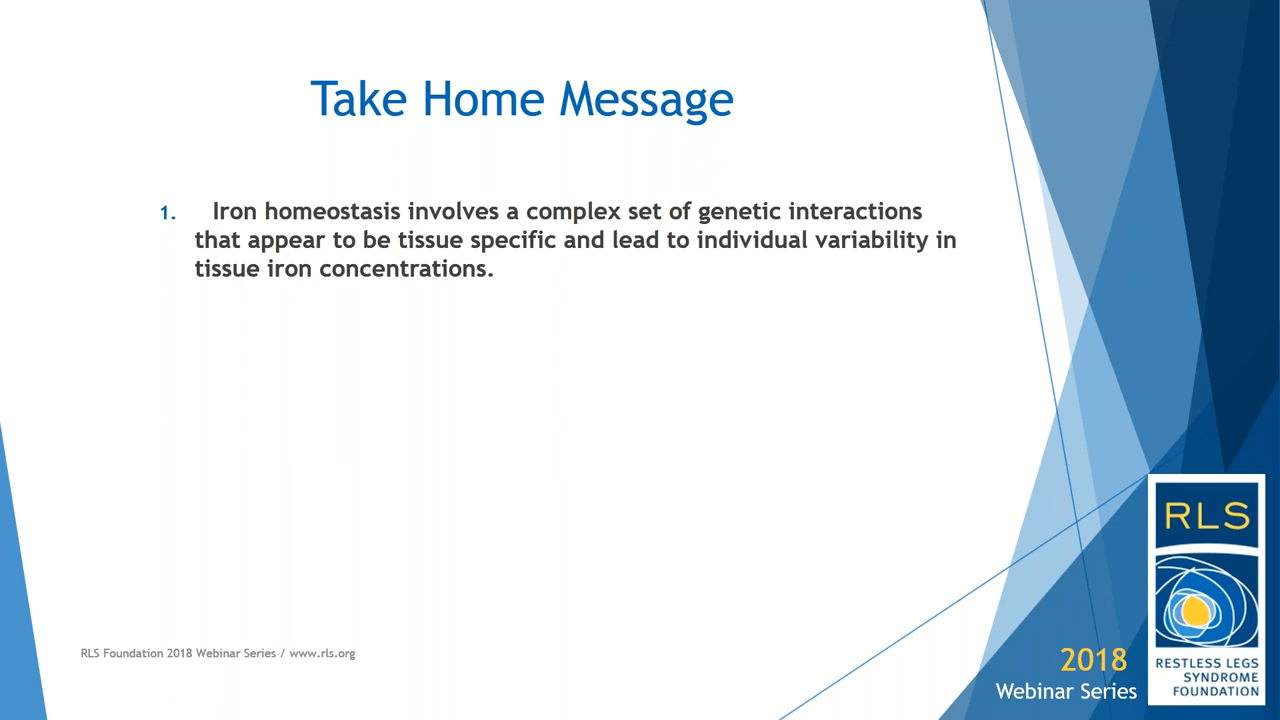 Take Home Message
1. Iron homeostasis involves a complex set of genetic interactions
that appear to be tissue specific and lead to individual variability in
tissue iron concentrations.
RLS Foundation 2018 Webinar Series / www.rls.org
2018
Webinar Series
RLS
RESTLESS LEGS
SYNDROME
FOUNDATION